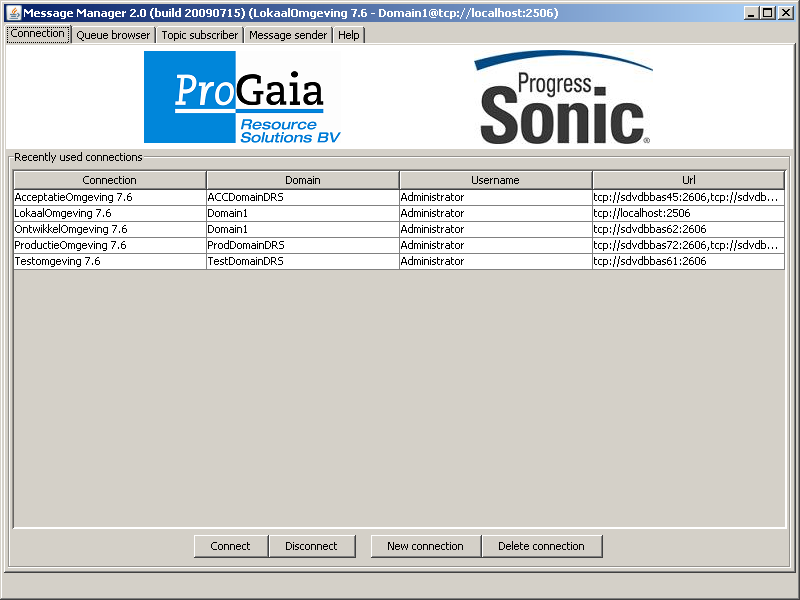 Message Manager 2.0 (build 20090715) (LokaalOmgeving 7.6 - Domain1@tcp://localhost:2506)
Connection Queue browser Topic subscriber Message sender Help
ProGaia
Resource
Solutions BV
Progress
Sonic®
Recently used connections
Connection Domain Username Url
AcceptatieOmgeving 7.6 ACCDomainDRS Administrator tcp://sdvdbbas45:2606,tcp://sdvdb...
LokaalOmgeving 7.6 Domain1 Administrator tcp://localhost:2506
OntwikkelOmgeving 7.6 Domain1 Administrator tcp://sdvdbbas62:2606
ProductieOmgeving 7.6 ProdDomainDRS Administrator tcp://sdvdbbas72:2606,tcp://sdvdb...
Testomgeving 7.6 TestDomainDRS Administrator tcp://sdvdbbas61:2606
Connect Disconnect New connection Delete connection